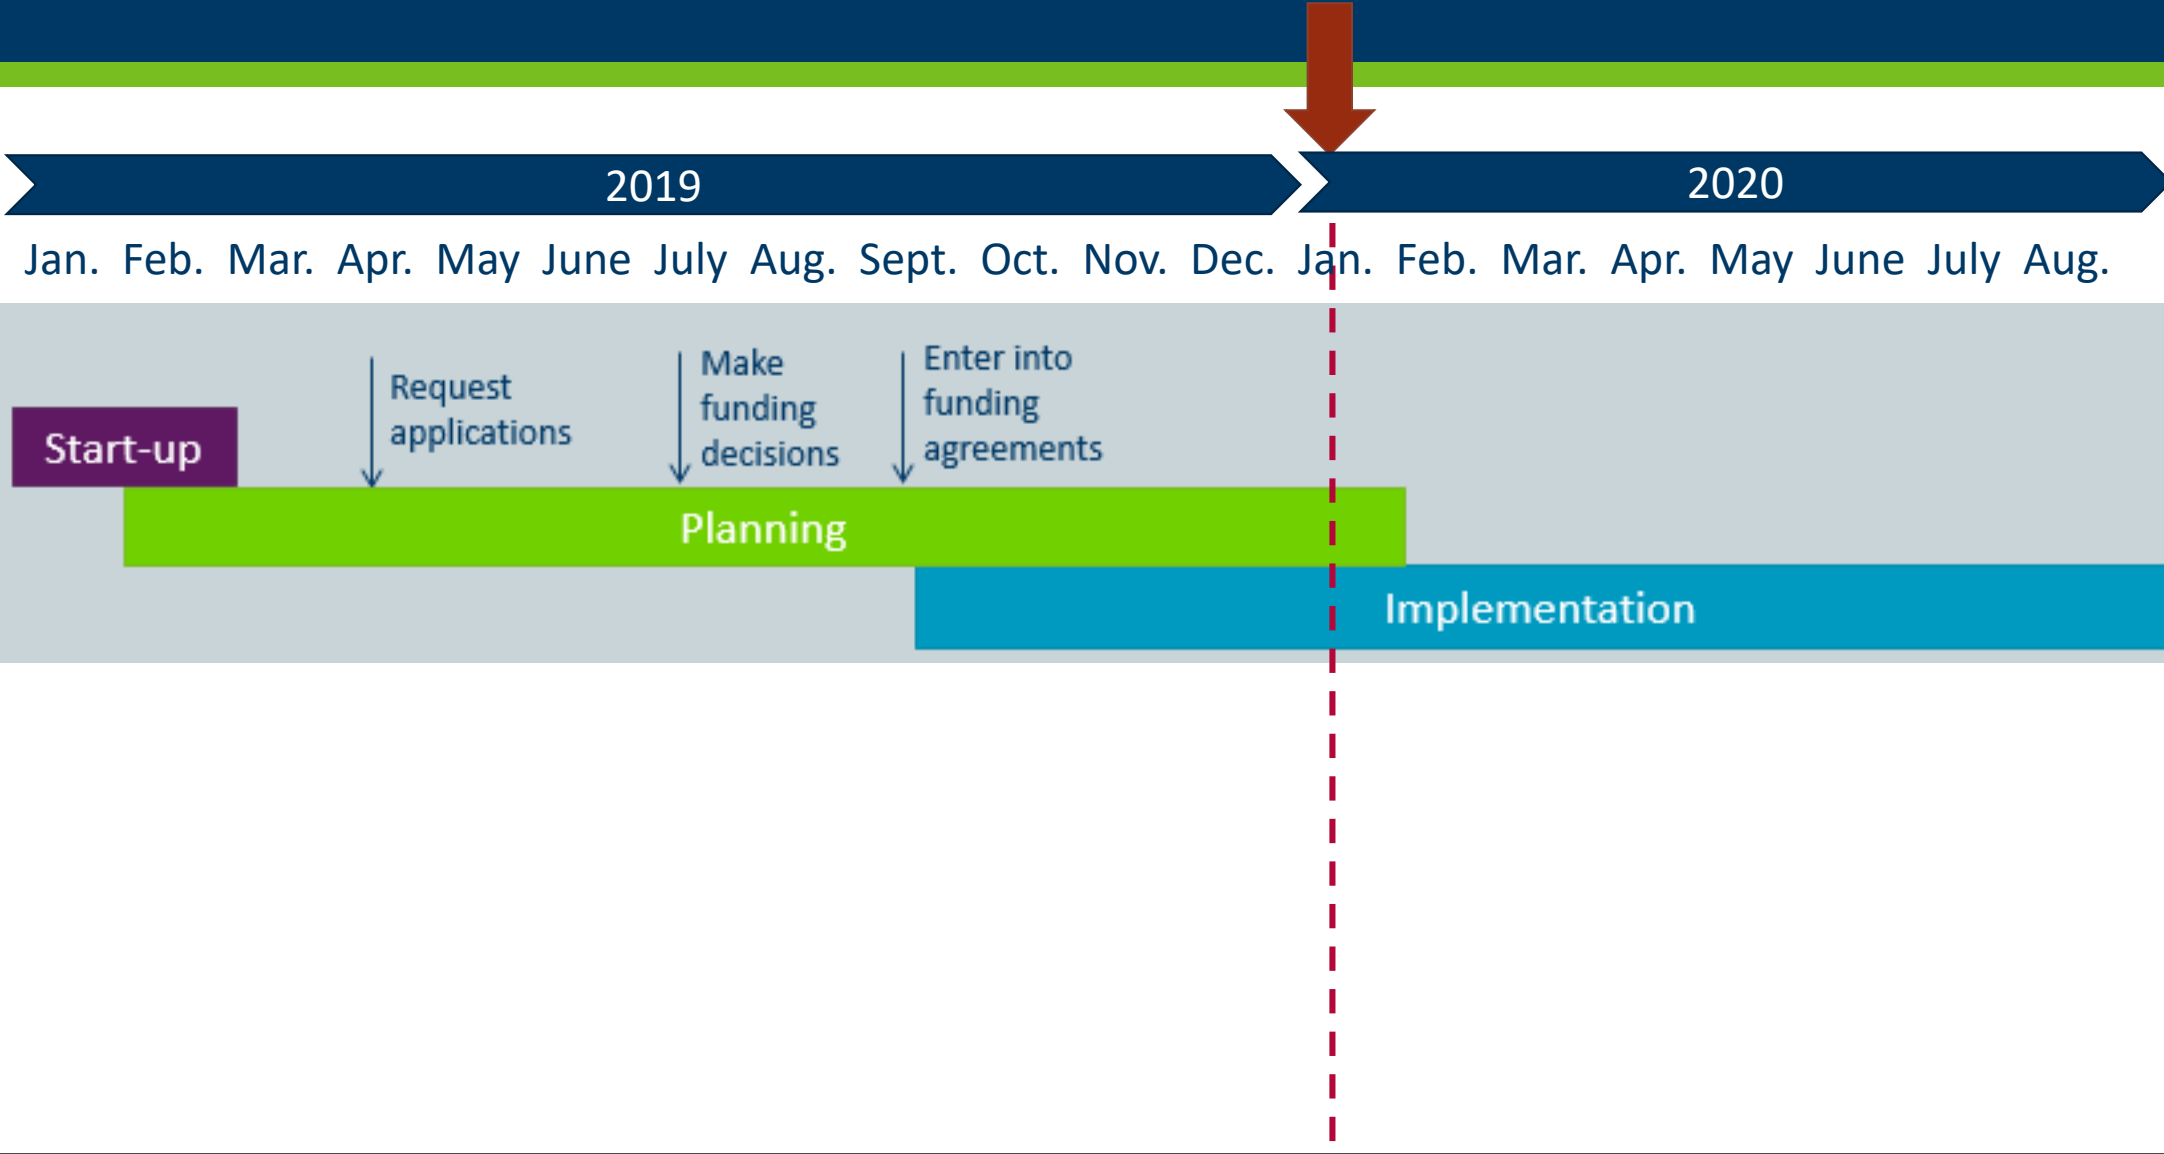 2019
2020
Jan. Feb. Mar. Apr. May June July Aug. Sept. Oct. Nov. Dec. Jan. Feb. Mar. Apr. May June July Aug.
Request
applications
Make
funding
decisions
Enter into
funding
agreements
Start-up
Planning
Implementation